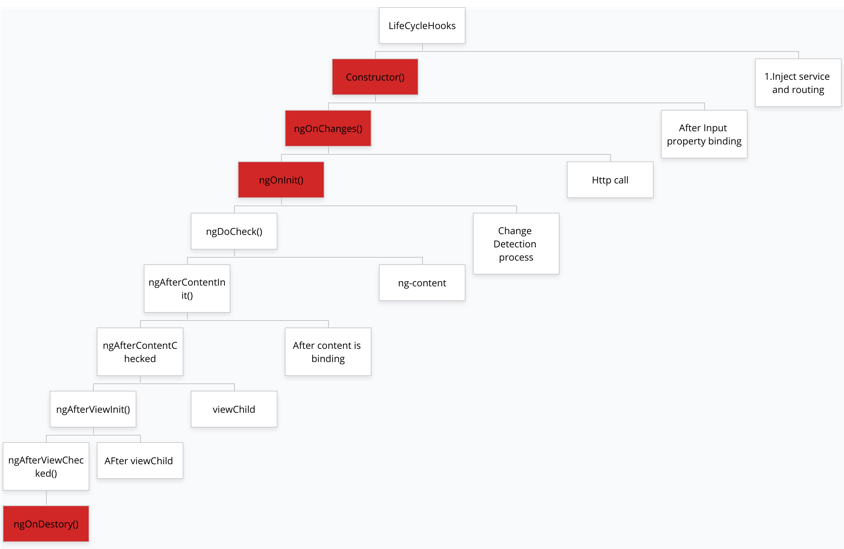 LifeCycleHooks
Constructor()
1.Inject service
and routing
ngOnChanges()
After Input
property binding
ngOnInit()
Http call
ngDoCheck()
Change
Detection
process
ngAfterContentIn
it()
ng-content
ngAfterContentC
hecked
After content is
binding
ngAfterViewInit()
viewChild
ngAfterViewChec
ked()
AFter viewChild
ngOnDestory()